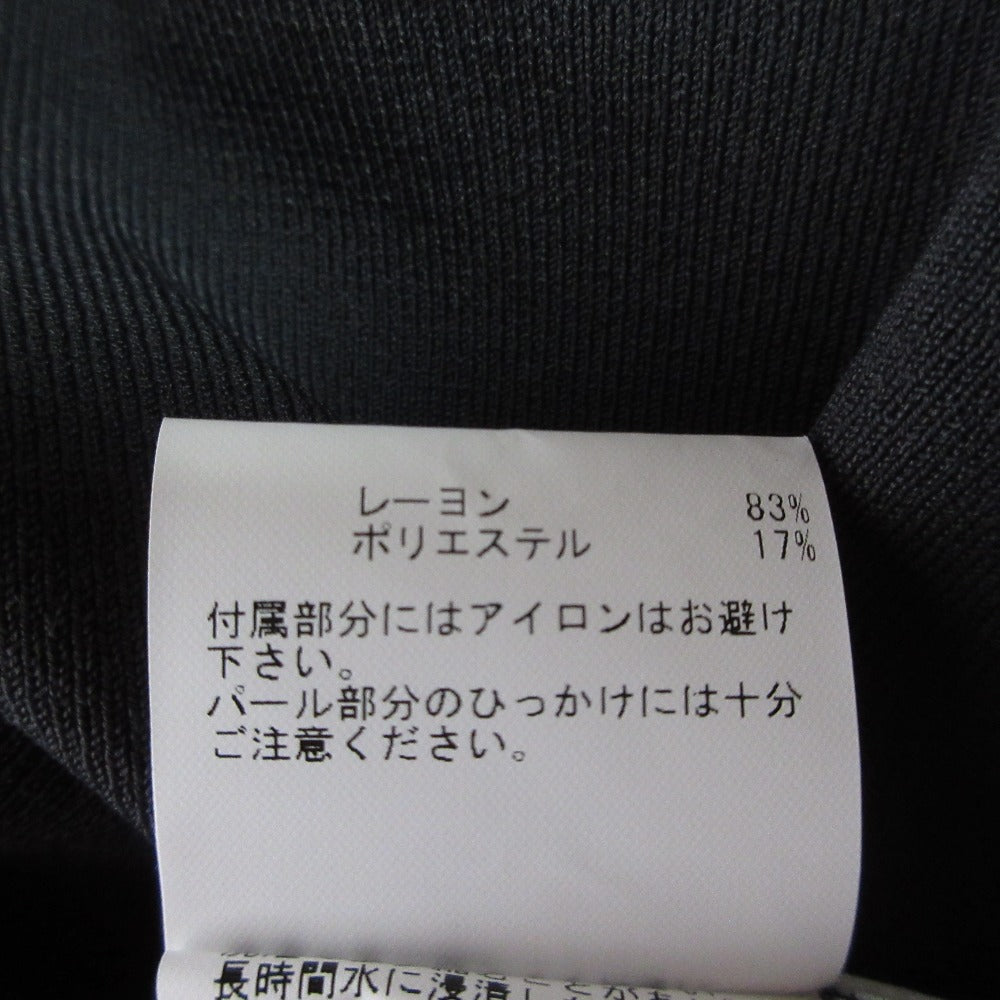 レーヨン 83%
ポリエステル 17%
付属部分にはアイロンはお避け
下さい。
パール部分のひっかけには十分
ご注意ください。
長時間水に浸漬し